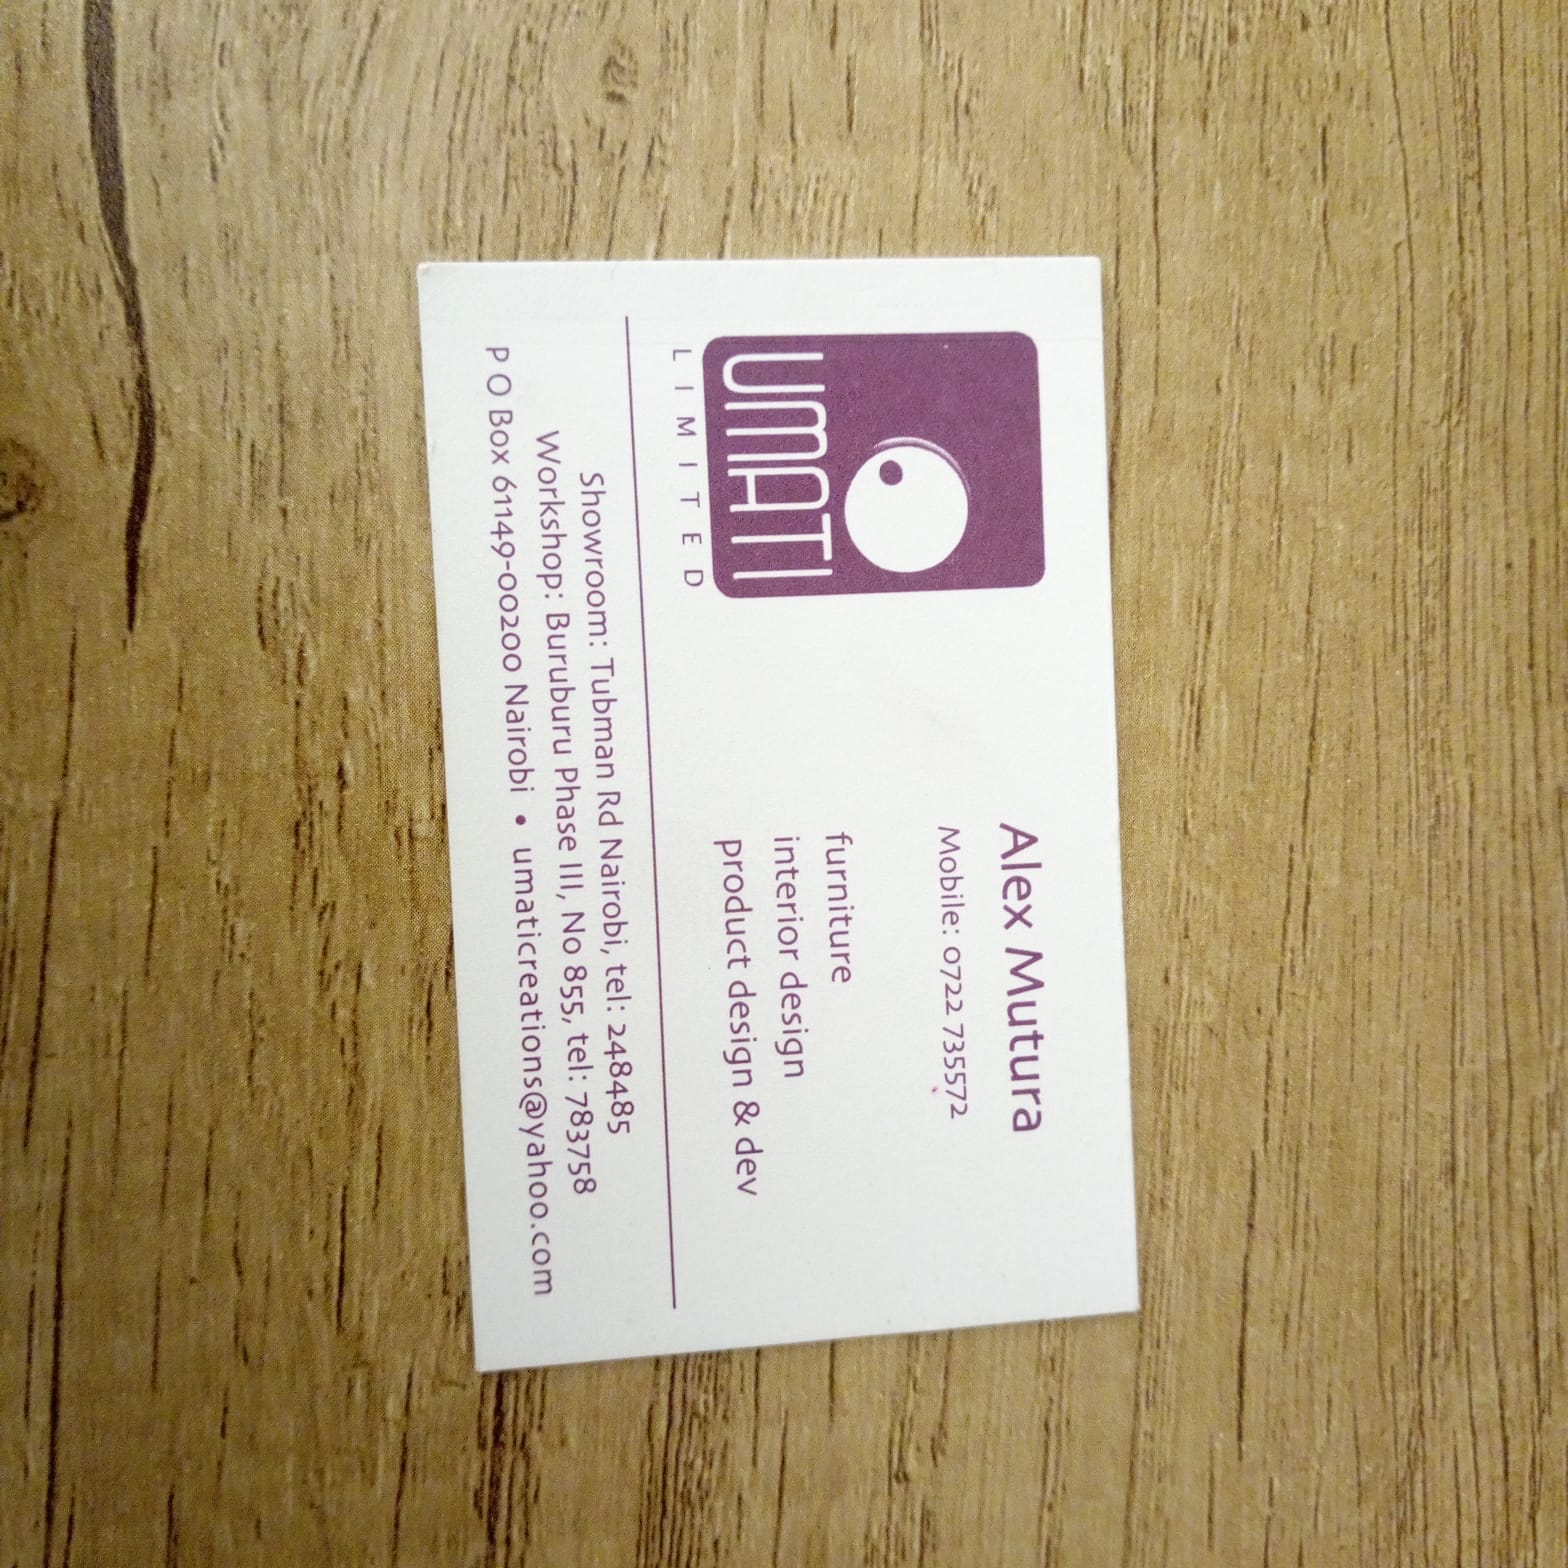 UMATI
LIMITED
Alex Mutura
Mobile: 0722 735572
furniture
interior design
product design & dev
Showroom: Tubman Rd Nairobi, tel: 248485
Workshop: Buruburu Phase III, No 855, tel: 783758
P O Box 61149-00200 Nairobi • umaticreations@yahoo.com